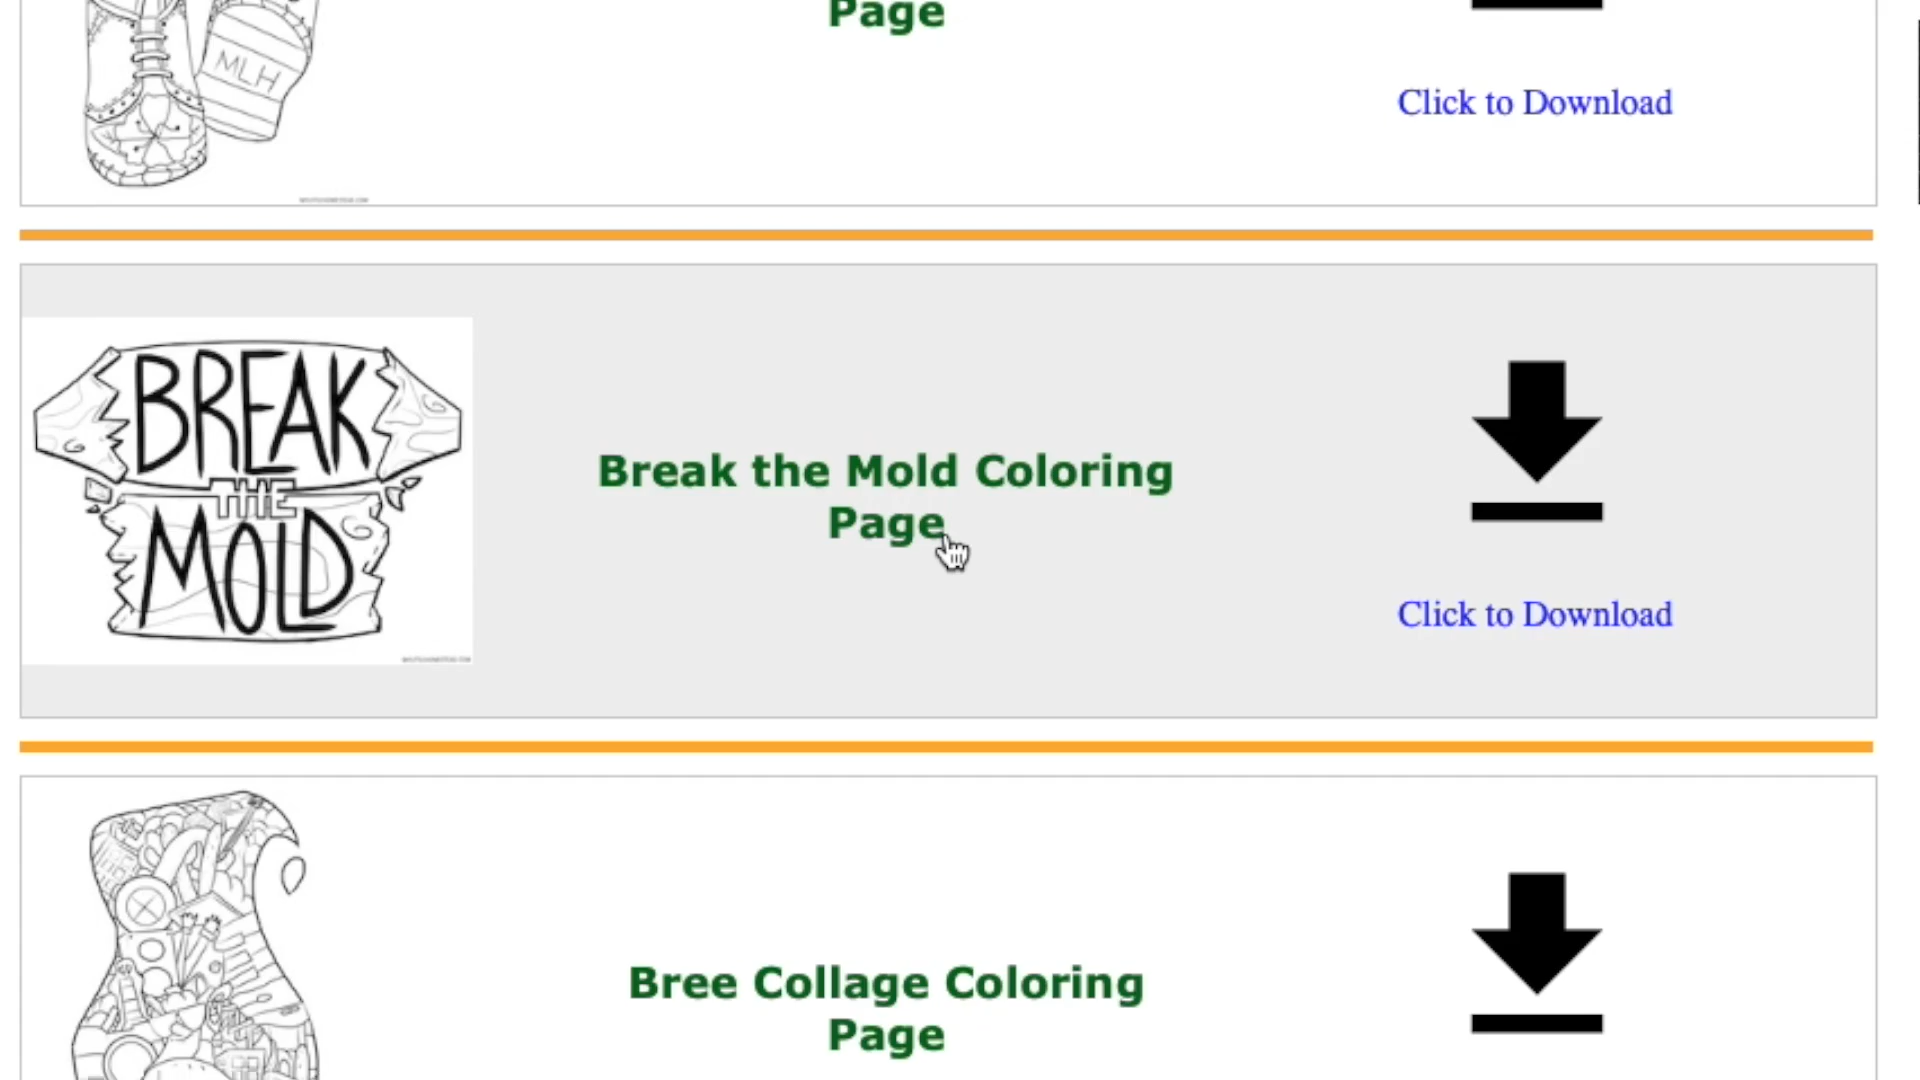 Page
MLH
Click to Download
BREAK
THE
MOLD
Break the Mold Coloring
Page
Click to Download
Bree Collage Coloring
Page